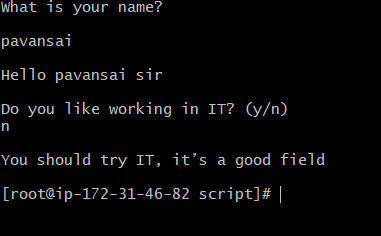 What is your name?
pavansai
Hello pavansai sir
Do you like working in IT? (y/n)
n
You should try IT, it’s a good field
[root@ip-172-31-46-82 script]#